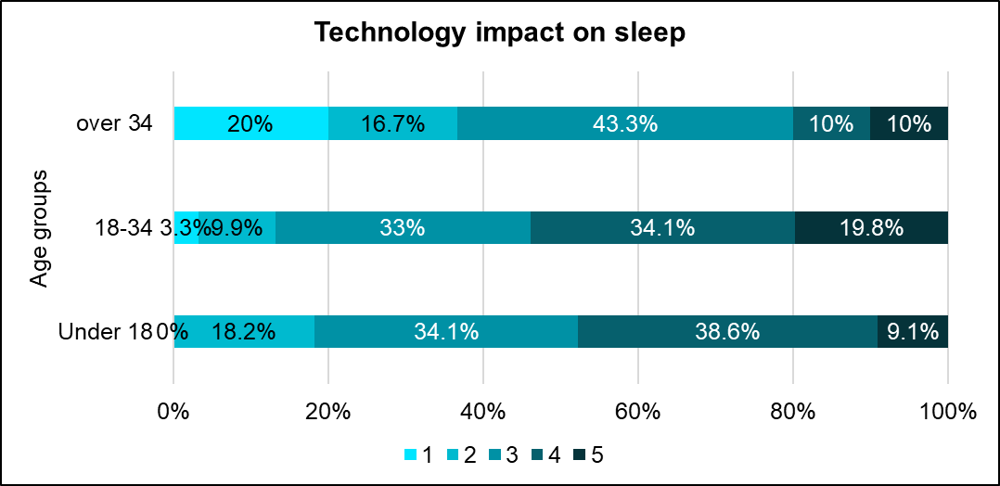 Technology impact on sleep
over 34 20% 16.7% 43.3% 10% 10%
Age groups
18-34 3.3% 9.9% 33% 34.1% 19.8%
Under 18 0% 18.2% 34.1% 38.6% 9.1%
0% 20% 40% 60% 80% 100%
1 2 3 4 5